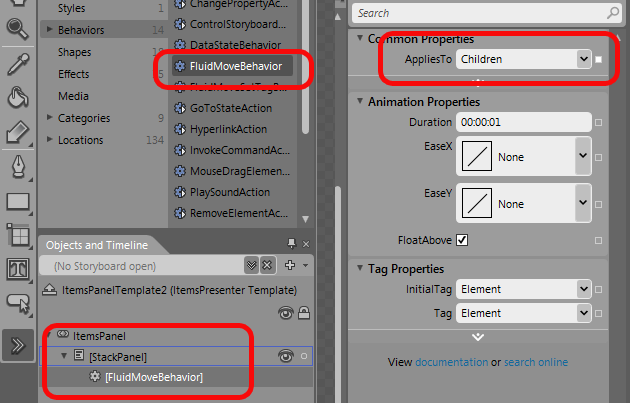 Styles 1
Behaviors 14
Shapes 18
Effects 5
Media
Categories 9
Locations 134
ChangePropertyAc...
ControlStoryboard...
DataStateBehavior
FluidMoveBehavior
GoToStateAction
HyperlinkAction
InvokeCommandAc...
MouseDragElemen...
PlaySoundAction
RemoveElementAc...
Objects and Timeline
(No Storyboard open)
ItemsPanelTemplate2 (ItemsPresenter Template)
ItemsPanel
[StackPanel]
[FluidMoveBehavior]
Search
Common Properties
AppliesTo Children
Animation Properties
Duration 00:00:01
EaseX None
EaseY None
FloatAbove
Tag Properties
InitialTag Element
Tag Element
View documentation or search online